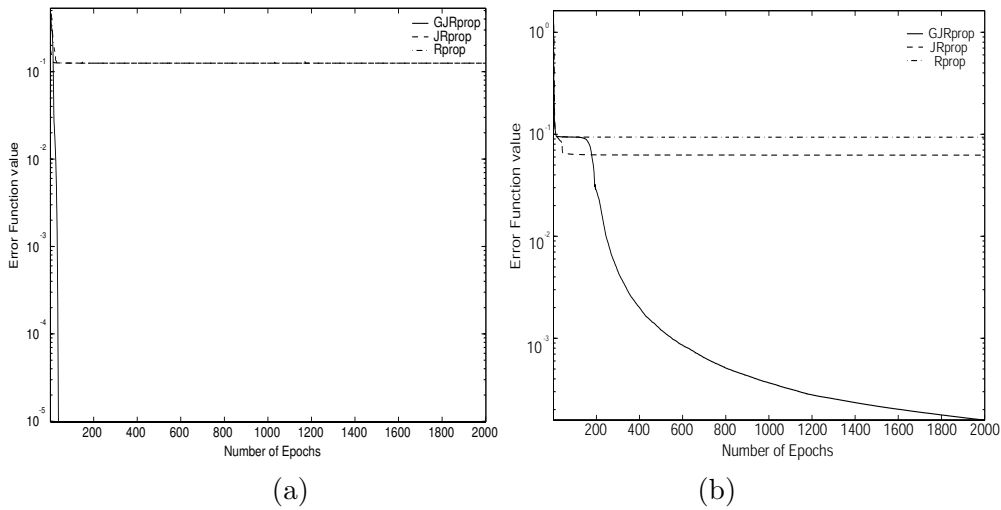 GJRprop
JRprop
Rprop
10^-1
10^-2
10^-3
10^-4
10^-5
Error Function value
200 400 600 800 1000 1200 1400 1600 1800 2000
Number of Epochs
(a)
GJRprop
JRprop
Rprop
10^0
10^-1
10^-2
10^-3
Error Function value
200 400 600 800 1000 1200 1400 1600 1800 2000
Number of Epochs
(b)